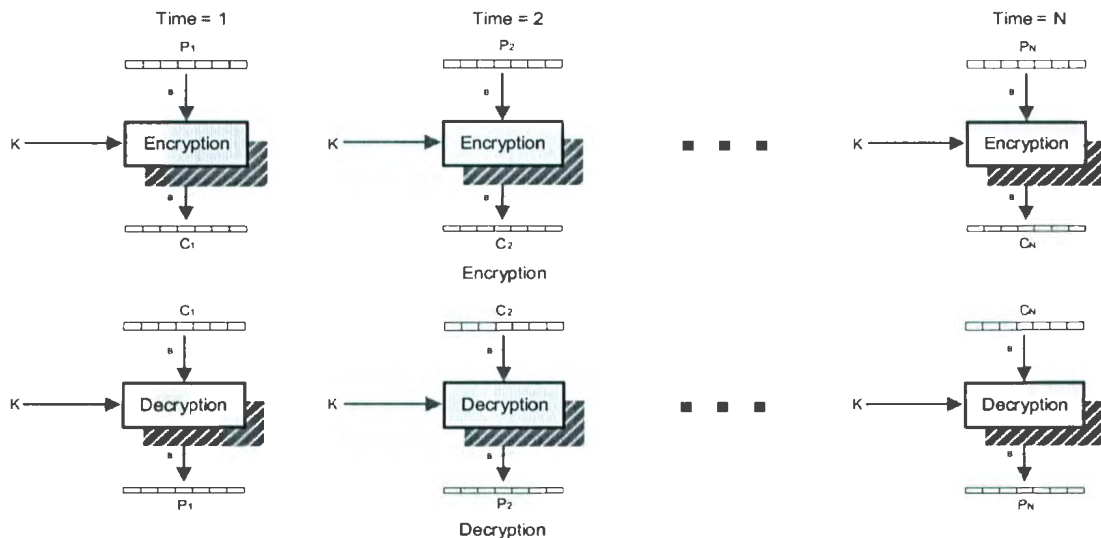 Time = 1 Time = 2 Time = N
P1 P2 PN
B B B
K Encryption K Encryption K Encryption
B B B
C1 C2 CN
Encryption
C1 C2 CN
B B B
K Decryption K Decryption K Decryption
B B B
P1 P2 PN
Decryption